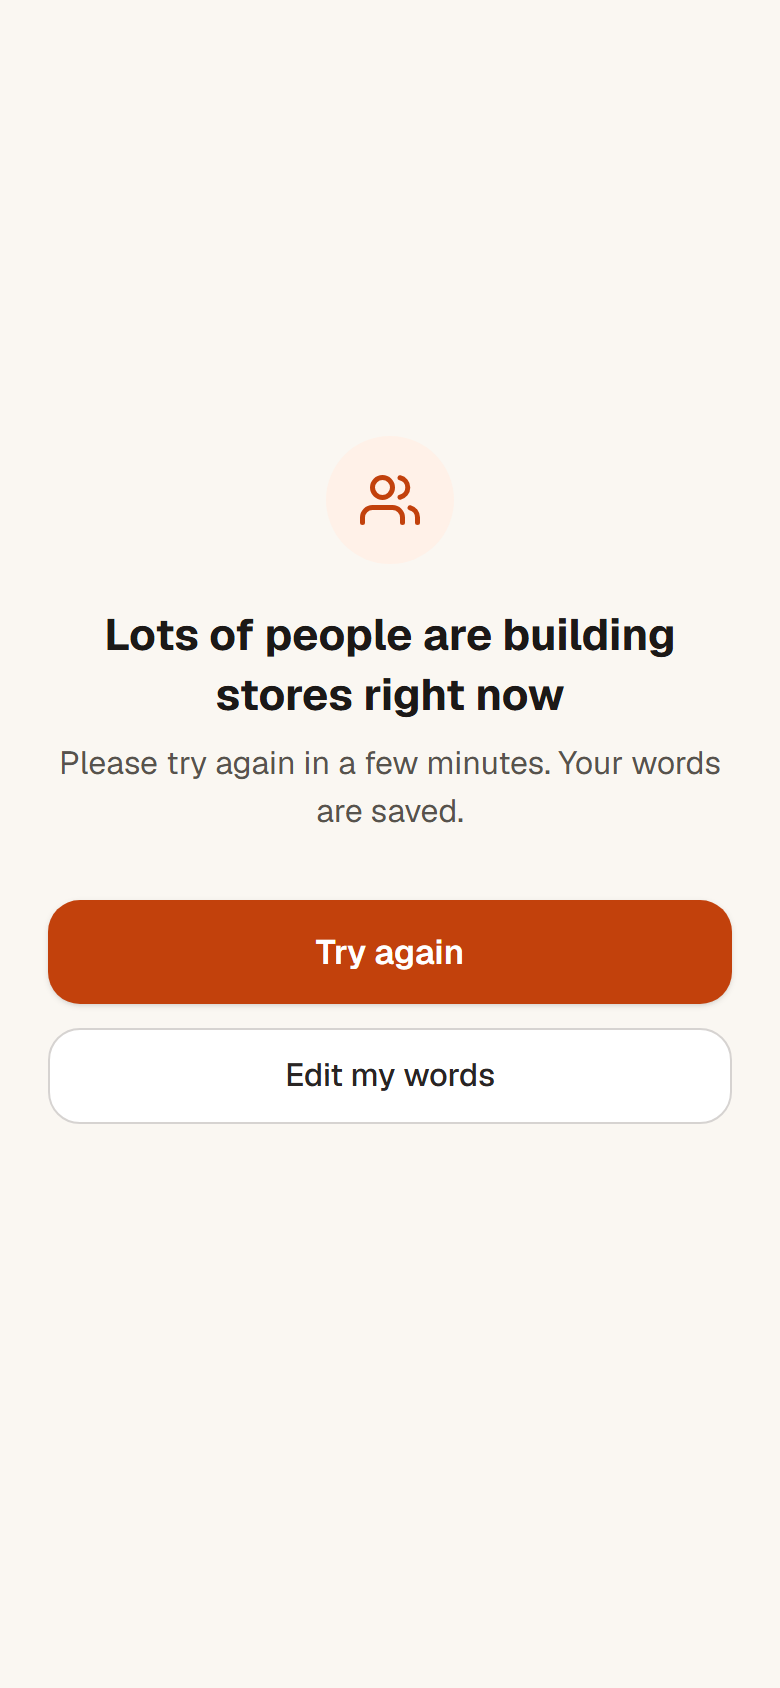 Lots of people are building
stores right now
Please try again in a few minutes. Your words
are saved.
Try again
Edit my words